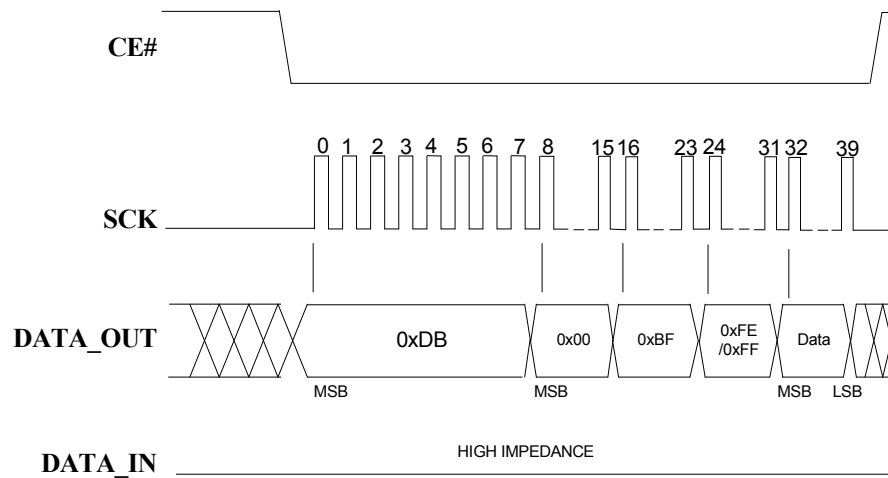 CE#
0 1 2 3 4 5 6 7 8 15 16 23 24 31 32 39
SCK
DATA_OUT
0xDB
0x00
0xBF
0xFE
/0xFF
Data
MSB MSB MSB LSB
HIGH IMPEDANCE
DATA_IN